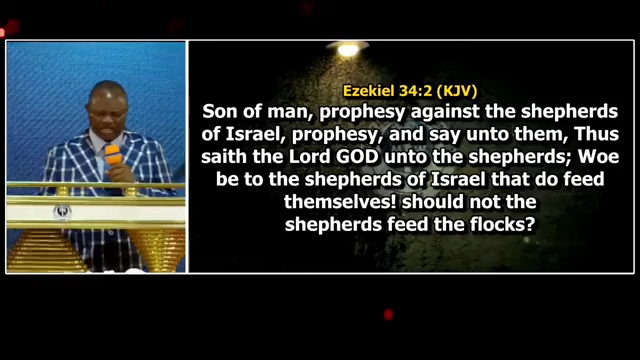 Ezekiel 34:2 (KJV)
Son of man, prophesy against the shepherds
of Israel, prophesy, and say unto them, Thus
saith the Lord GOD unto the shepherds; Woe
be to the shepherds of Israel that do feed
themselves! should not the
shepherds feed the flocks?